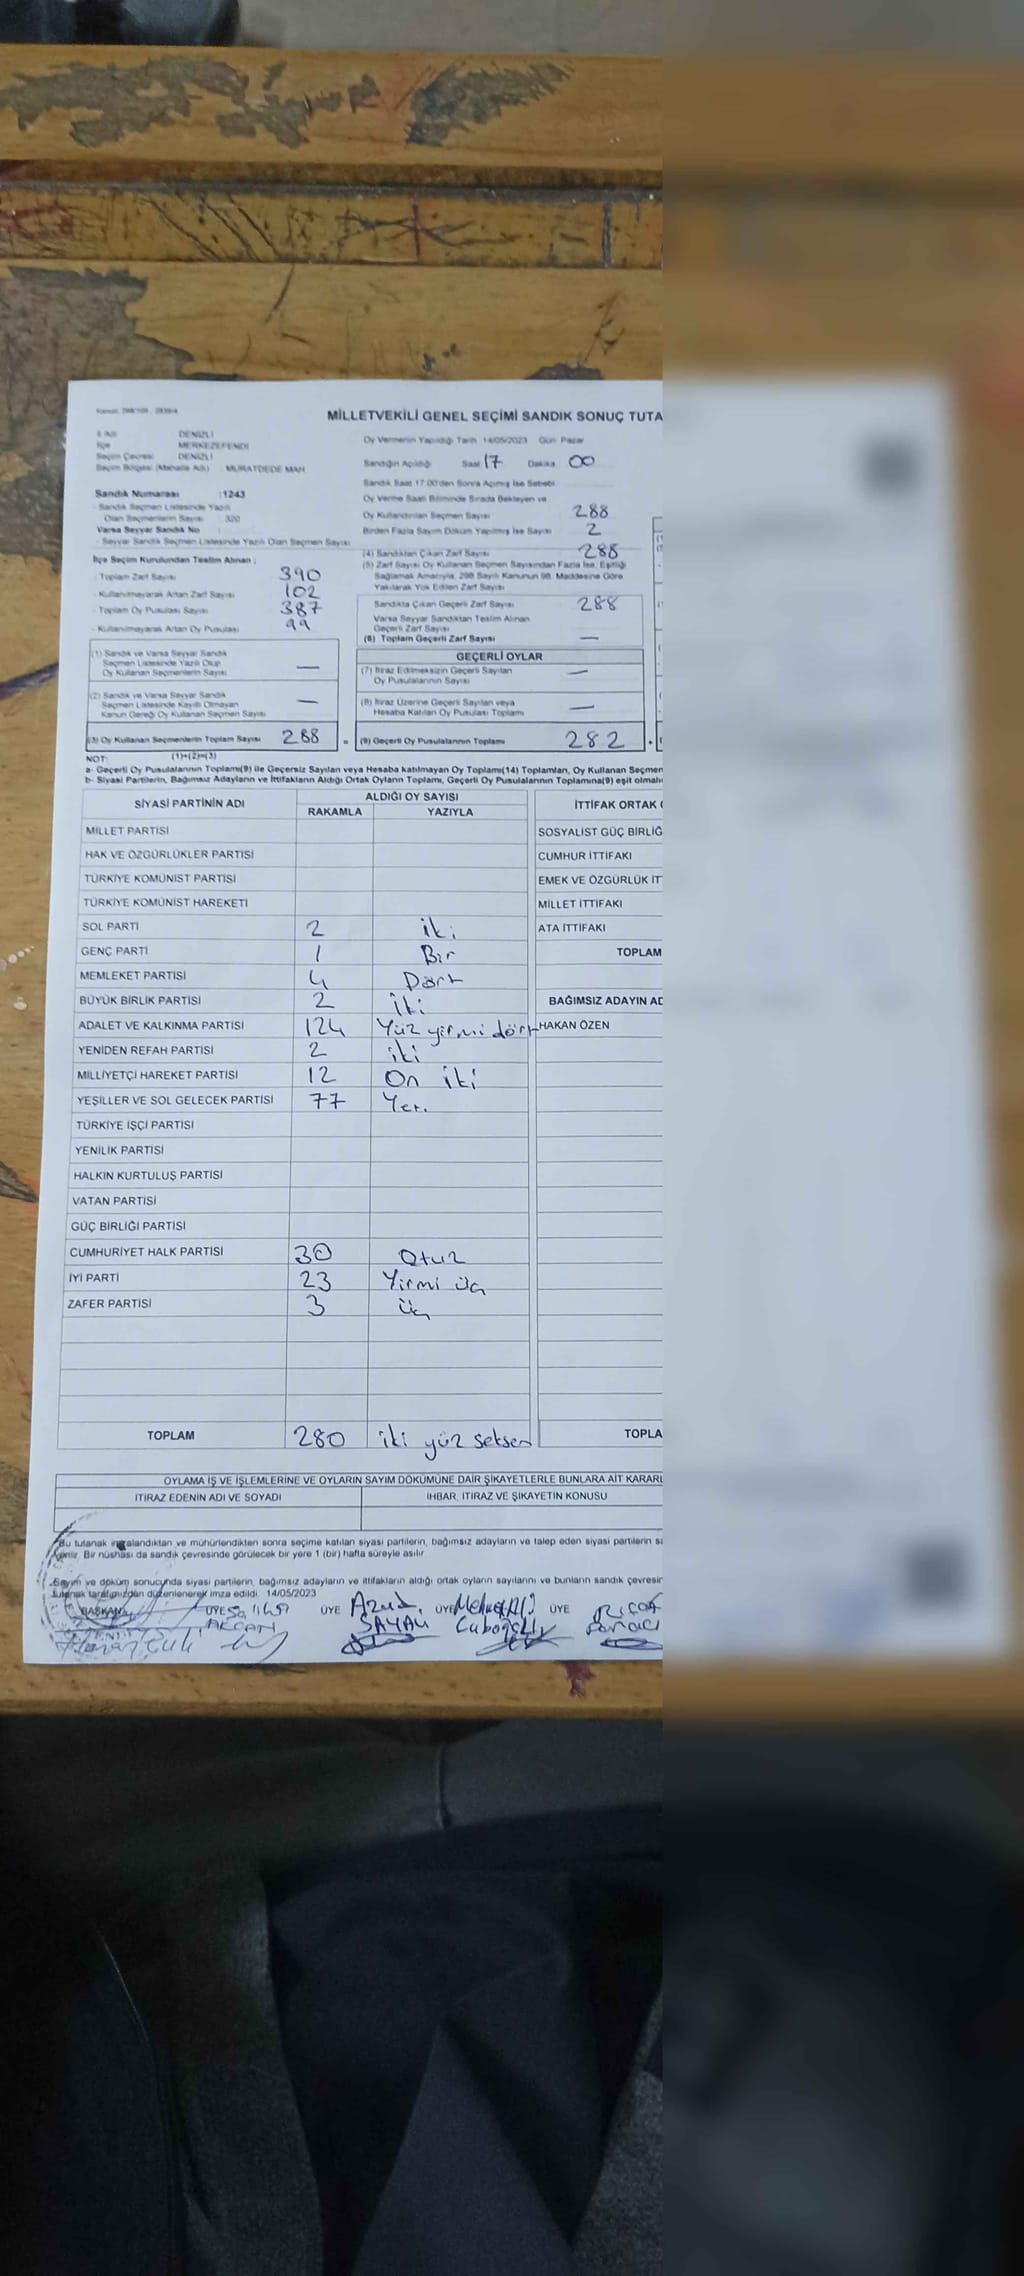 MİLLETVEKİLİ GENEL SEÇİMİ SANDIK SONUÇ TUTA
DENİZLİ
İlçe MERKEZEFENDİ
Seçim Çevresi DENİZLİ
Seçim Bölgesi (Mahalle Adı) : MURATDEDE MAH
Sandık Numarası :1243
- Sandık Seçmen Listesinde Yazılı
Olan Seçmenlerin Sayısı : 320
Varsa Seyyar Sandık No :
- Seyyar Sandık Seçmen Listesinde Yazılı Olan Seçmen Sayısı:
İlçe Seçim Kurulundan Teslim Alınan ;
- Toplam Zarf Sayısı 390
- Kullanılmayarak Artan Zarf Sayısı 102
- Toplam Oy Pusulası Sayısı 387
- Kullanılmayarak Artan Oy Pusulası 99
Oy Vermenin Yapıldığı Tarih 14/05/2023 Gün: Pazar
Sandığın Açıldığı Saat 17 Dakika 00
Sandık Saat 17.00'den Sonra Açılmış İse Sebebi
Oy Verme Saati Bitiminde Sırada Bekleyen ve
Oy Kullandırılan Seçmen Sayısı 288
Birden Fazla Sayım Döküm Yapılmış İse Sayısı 2
(4) Sandıktan Çıkan Zarf Sayısı 288
(5) Zarf Sayısı Oy Kullanan Seçmen Sayısından Fazla İse, Eşitliği
Sağlamak Amacıyla, 298 Sayılı Kanunun 98. Maddesine Göre
Yakılarak Yok Edilen Zarf Sayısı
Sandıkta Çıkan Geçerli Zarf Sayısı 288
Varsa Seyyar Sandıktan Teslim Alınan
Geçerli Zarf Sayısı
(6) Toplam Geçerli Zarf Sayısı —
(1) Sandık ve Varsa Seyyar Sandık
Seçmen Listesinde Yazılı Olup
Oy Kullanan Seçmenlerin Sayısı —
(2) Sandık ve Varsa Seyyar Sandık
Seçmen Listesinde Kayıtlı Olmayan
Kanun Gereği Oy Kullanan Seçmen Sayısı —
(3) Oy Kullanan Seçmenlerin Toplam Sayısı 288 =
GEÇERLİ OYLAR
(7) İtiraz Edilmeksizin Geçerli Sayılan
Oy Pusulalarının Sayısı —
(8) İtiraz Üzerine Geçerli Sayılan veya
Hesaba Katılan Oy Pusulası Toplamı —
(9) Geçerli Oy Pusulalarının Toplamı 282 +
NOT: (1)+(2)=(3)
a- Geçerli Oy Pusulaları Toplamı(9) ile Geçersiz Sayılan veya Hesaba katılmayan Oy Toplamı(14) Toplamları, Oy Kullanan Seçmen
b- Siyasi Partilerin, Bağımsız Adayların ve İttifakların Aldığı Ortak Oyların Toplamı, Geçerli Oy Pusulalarının Toplamına(9) eşit olmalı
SİYASİ PARTİNİN ADI ALDIĞI OY SAYISI
RAKAMLA YAZIYLA
MİLLET PARTİSİ
HAK VE ÖZGÜRLÜKLER PARTİSİ
TÜRKİYE KOMÜNİST PARTİSİ
TÜRKİYE KOMÜNİST HAREKETİ
SOL PARTİ 2 iki
GENÇ PARTİ 1 Bir
MEMLEKET PARTİSİ 4 Dört
BÜYÜK BİRLİK PARTİSİ 2 iki
ADALET VE KALKINMA PARTİSİ 124 Yüz yirmi dört
YENİDEN REFAH PARTİSİ 2 iki
MİLLİYETÇİ HAREKET PARTİSİ 12 On iki
YEŞİLLER VE SOL GELECEK PARTİSİ 77
TÜRKİYE İŞÇİ PARTİSİ
YENİLİK PARTİSİ
HALKIN KURTULUŞ PARTİSİ
VATAN PARTİSİ
GÜÇ BİRLİĞİ PARTİSİ
CUMHURİYET HALK PARTİSİ 30 Otuz
İYİ PARTİ 23 Yirmi üç
ZAFER PARTİSİ 3 üç
TOPLAM 280 iki yüz seksen
İTTİFAK ORTAK
SOSYALİST GÜÇ BİRLİĞ
CUMHUR İTTİFAKI
EMEK VE ÖZGÜRLÜK İT
MİLLET İTTİFAKI
ATA İTTİFAKI
TOPLAM
BAĞIMSIZ ADAYIN AD
HAKAN ÖZEN
TOPLA
OYLAMA İŞ VE İŞLEMLERİNE VE OYLARIN SAYIM DÖKÜMÜNE DAİR ŞİKAYETLERLE BUNLARA AİT KARARL
İTİRAZ EDENİN ADI VE SOYADI İHBAR, İTİRAZ VE ŞİKAYETİN KONUSU
Bu tutanak imzalandıktan ve mühürlendikten sonra seçime katılan siyasi partilerin, bağımsız adayların ve talep eden siyasi partilerin
Bir nüshası da sandık çevresinde görülecek bir yere 1 (bir) hafta süreyle asılır
Sayım ve döküm sonucunda siyasi partilerin, bağımsız adayların ve ittifakların aldığı ortak oyların sayılarını ve bunların sandık çevresin
tutanak tarafımızdan düzenlenerek imza edildi. 14/05/2023
BAŞKAN ÜYE ÜYE ÜYE ÜYE